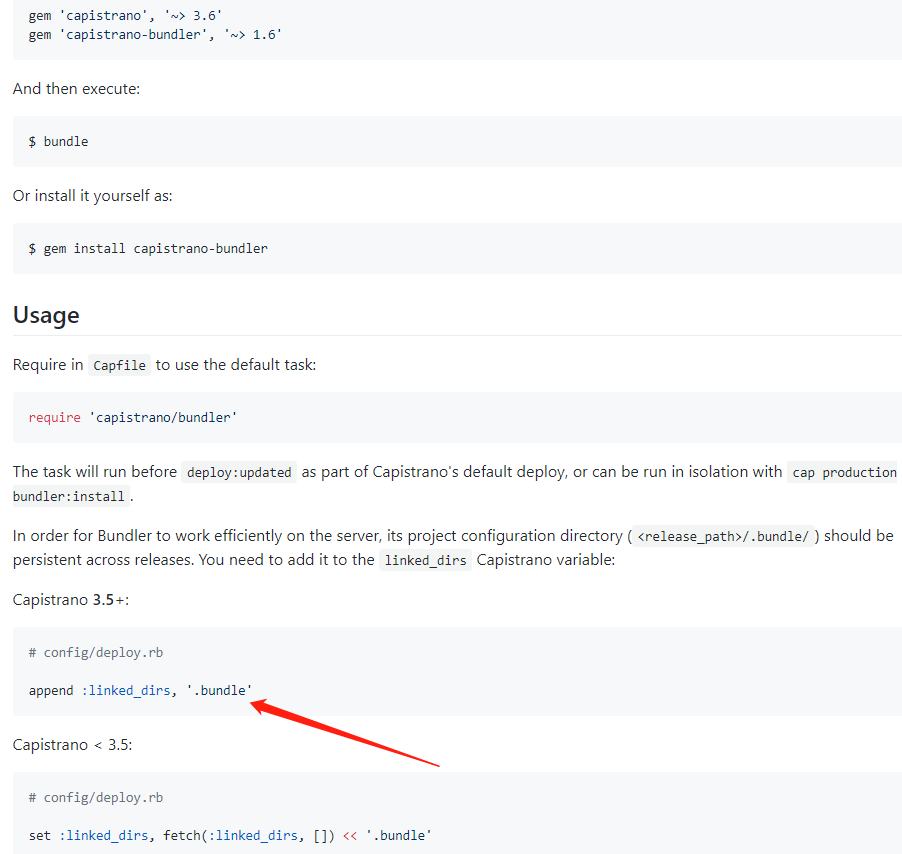 gem 'capistrano', '~> 3.6'
gem 'capistrano-bundler', '~> 1.6'
And then execute:
$ bundle
Or install it yourself as:
$ gem install capistrano-bundler
Usage
Require in Capfile to use the default task:
require 'capistrano/bundler'
The task will run before deploy:updated as part of Capistrano's default deploy, or can be run in isolation with cap production
bundler:install.
In order for Bundler to work efficiently on the server, its project configuration directory ( <release_path>/.bundle/ ) should be
persistent across releases. You need to add it to the linked_dirs Capistrano variable:
Capistrano 3.5+:
# config/deploy.rb
append :linked_dirs, '.bundle'
Capistrano < 3.5:
# config/deploy.rb
set :linked_dirs, fetch(:linked_dirs, []) << '.bundle'